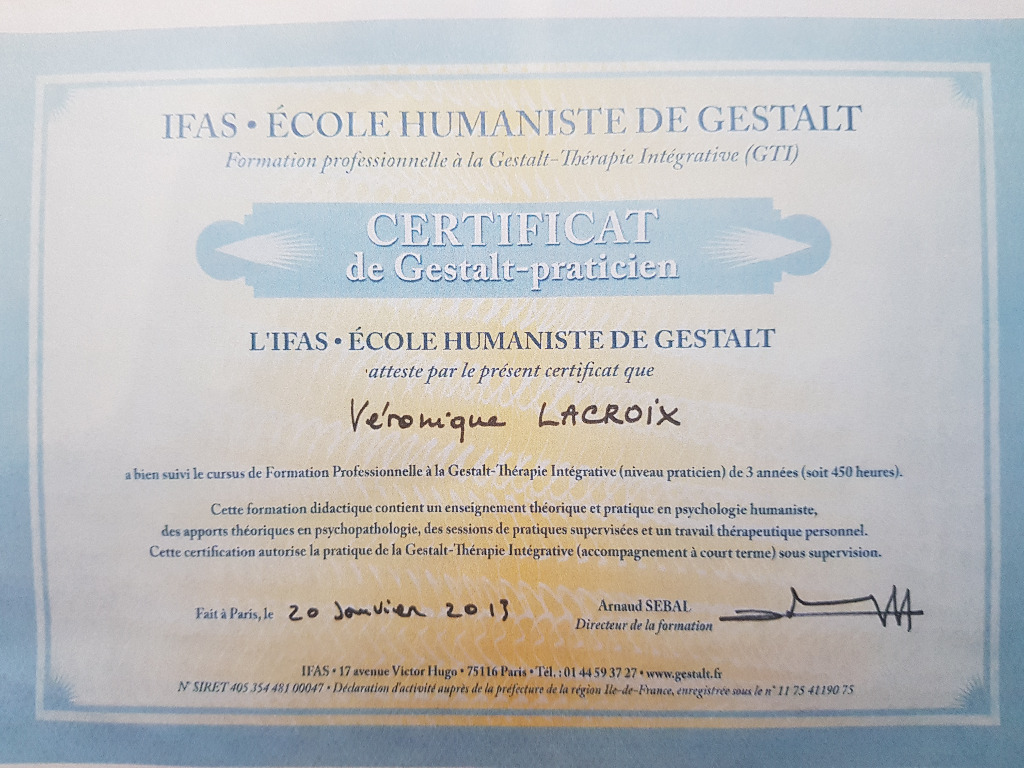 IFAS • ÉCOLE HUMANISTE DE GESTALT
Formation professionnelle à la Gestalt-Thérapie Intégrative (GTI)
CERTIFICAT
de Gestalt-praticien
L'IFAS • ÉCOLE HUMANISTE DE GESTALT
atteste par le présent certificat que
Véronique LACROIX
a bien suivi le cursus de Formation Professionnelle à la Gestalt-Thérapie Intégrative (niveau praticien) de 3 années (soit 450 heures).
Cette formation didactique contient un enseignement théorique et pratique en psychologie humaniste,
des apports théoriques en psychopathologie, des sessions de pratiques supervisées et un travail thérapeutique personnel.
Cette certification autorise la pratique de la Gestalt-Thérapie Intégrative (accompagnement à court terme) sous supervision.
Fait à Paris, le 20 Janvier 2013
Arnaud SEBAL
Directeur de la formation
IFAS • 17 avenue Victor Hugo • 75116 Paris • Tél. : 01 44 59 37 27 • www.gestalt.fr
N° SIRET 405 354 481 00047 • Déclaration d'activité auprès de la préfecture de la région Ile-de-France, enregistrée sous le n° 11 75 41190 75